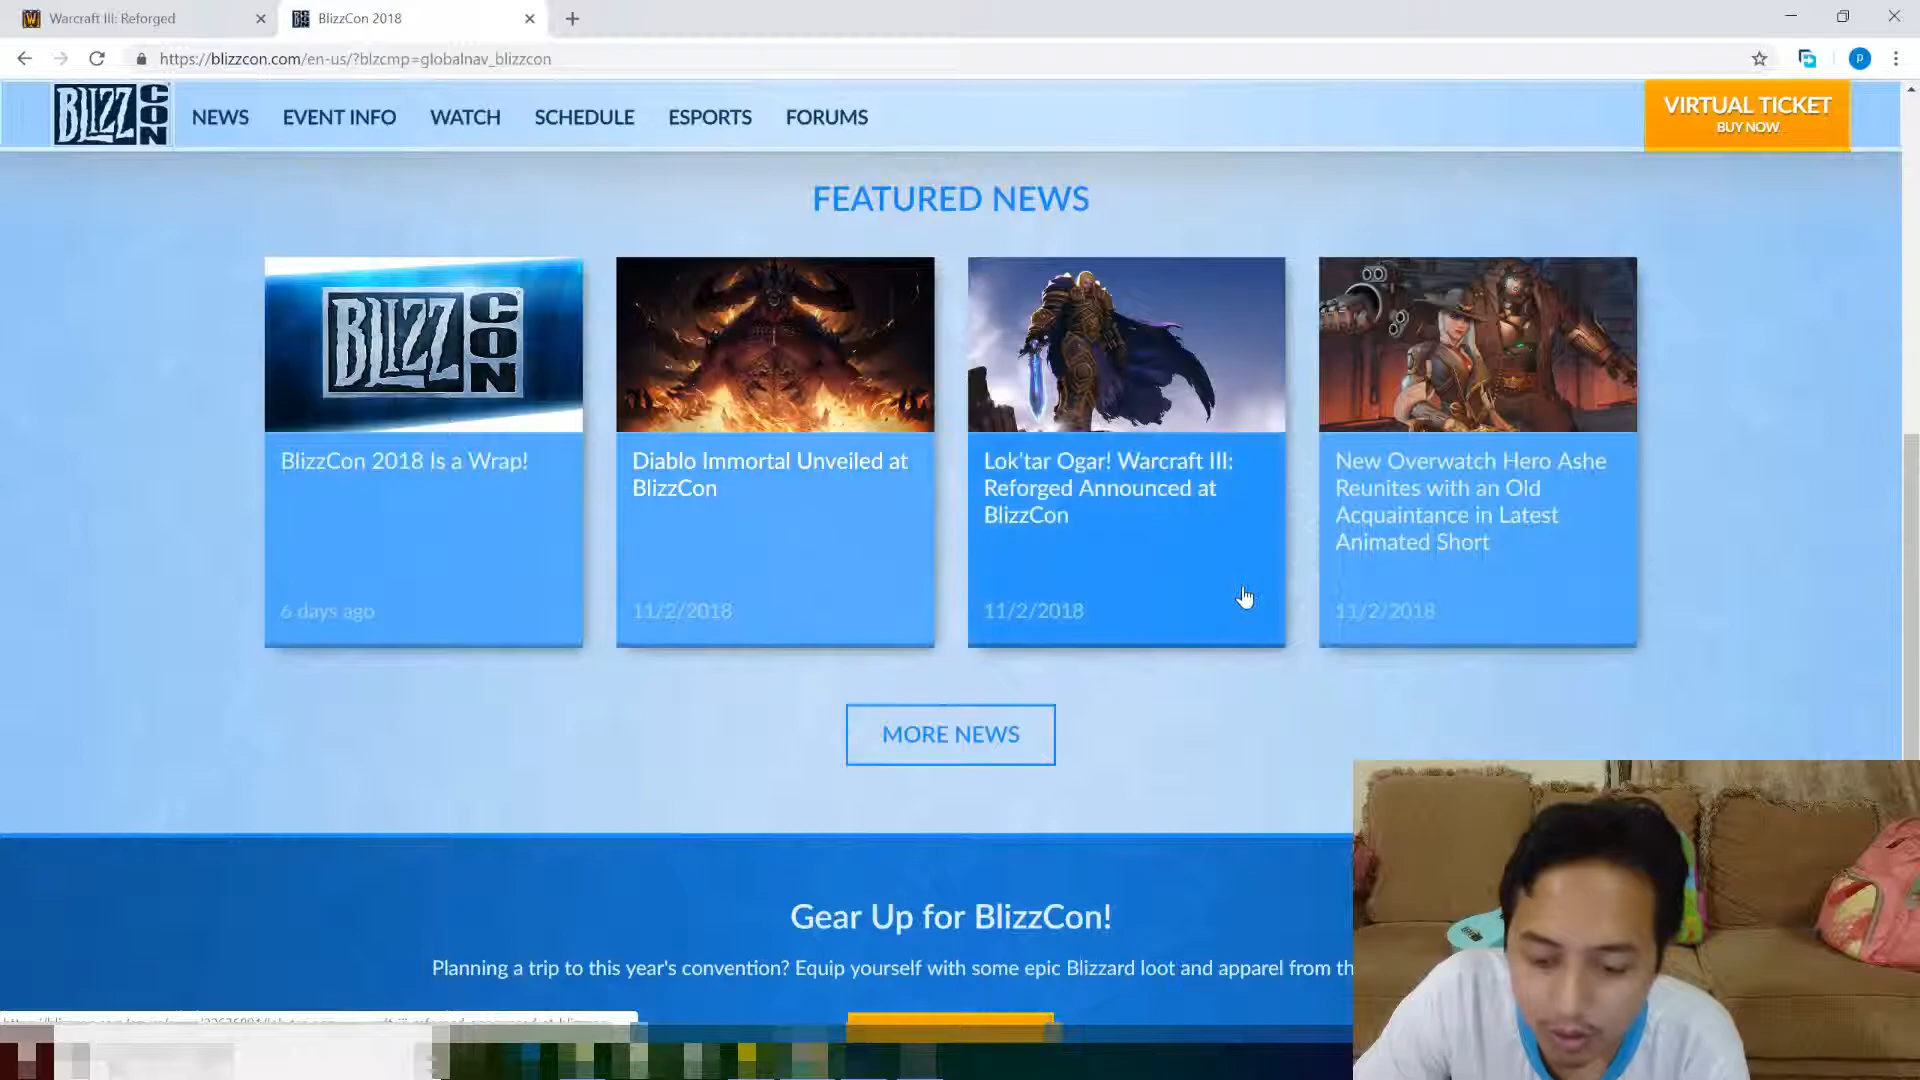 Warcraft III: Reforged
BlizzCon 2018
https://blizzcon.com/en-us/?blzcmp=globalnav_blizzcon
P
BLIZZCON
NEWS
EVENT INFO
WATCH
SCHEDULE
ESPORTS
FORUMS
VIRTUAL TICKET
BUY NOW
FEATURED NEWS
BLIZZCON
BlizzCon 2018 Is a Wrap!
6 days ago
Diablo Immortal Unveiled at
BlizzCon
11/2/2018
Lok'tar Ogar! Warcraft III:
Reforged Announced at
BlizzCon
11/2/2018
New Overwatch Hero Ashe
Reunites with an Old
Acquaintance in Latest
Animated Short
11/2/2018
MORE NEWS
Gear Up for BlizzCon!
Planning a trip to this year's convention? Equip yourself with some epic Blizzard loot and apparel from th